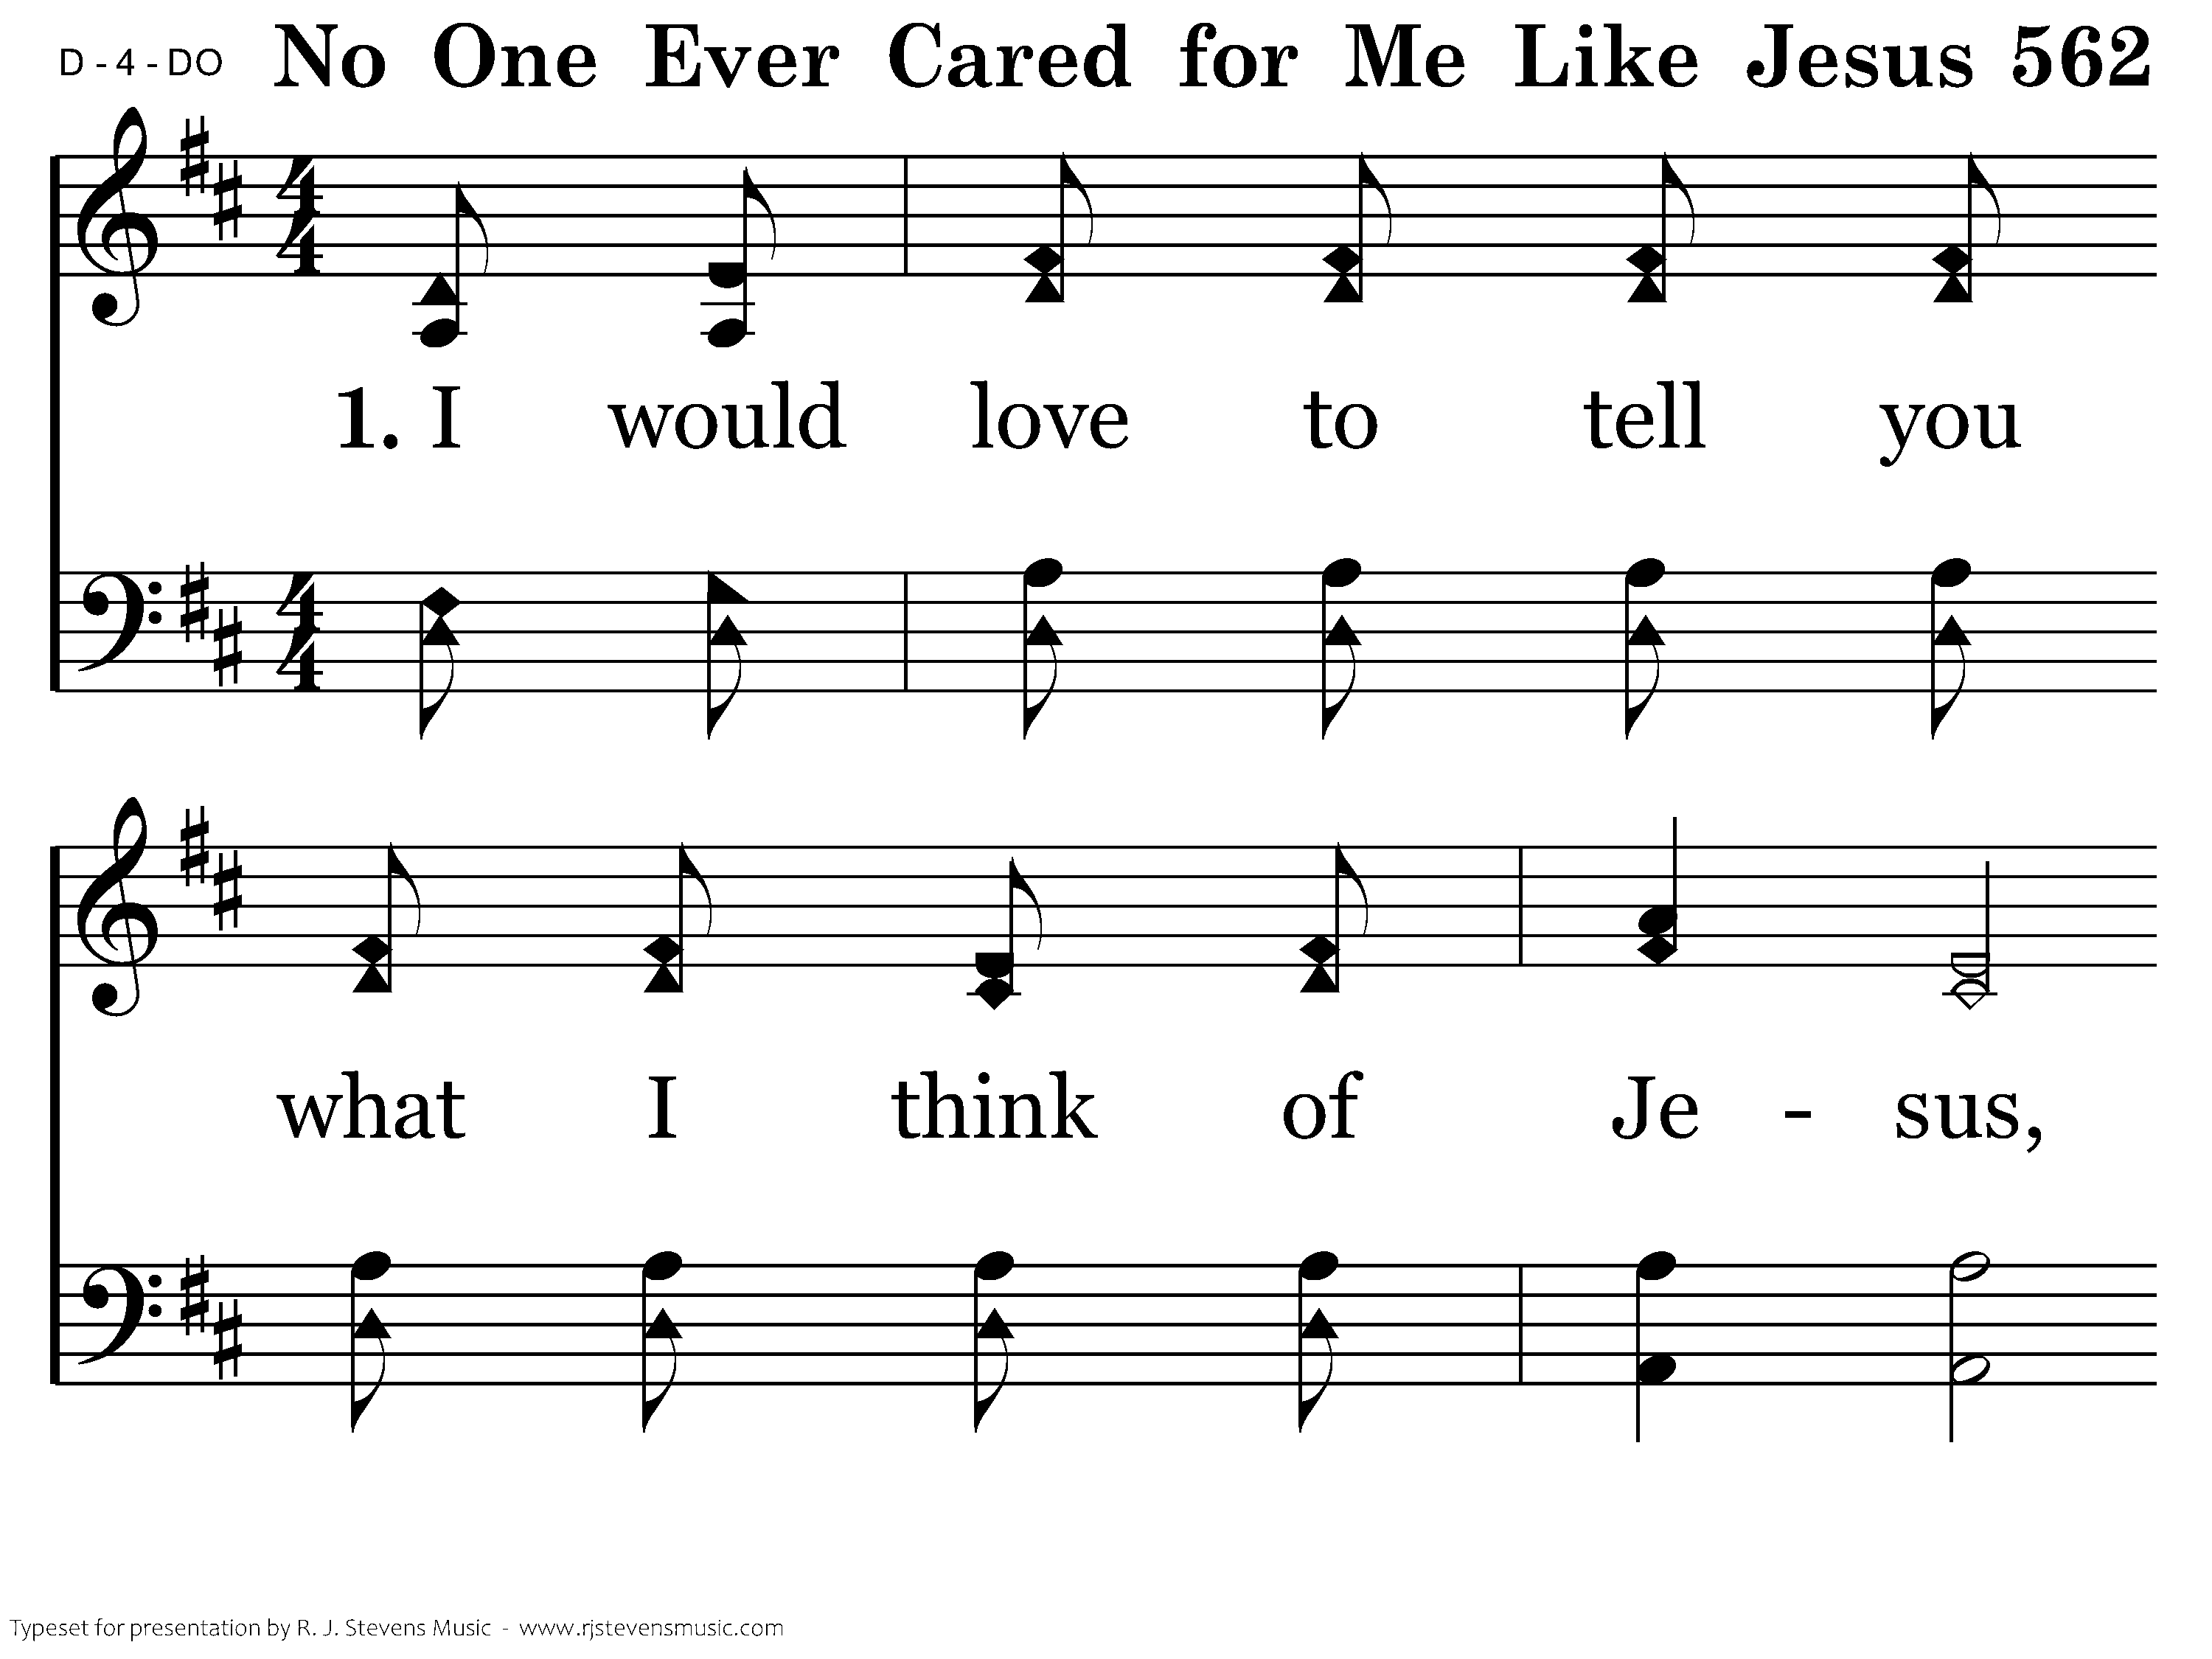 D - 4 - DO No One Ever Cared for Me Like Jesus 562
1. I would love to tell you
what I think of Je - sus,
Typeset for presentation by R. J. Stevens Music - www.rjstevensmusic.com